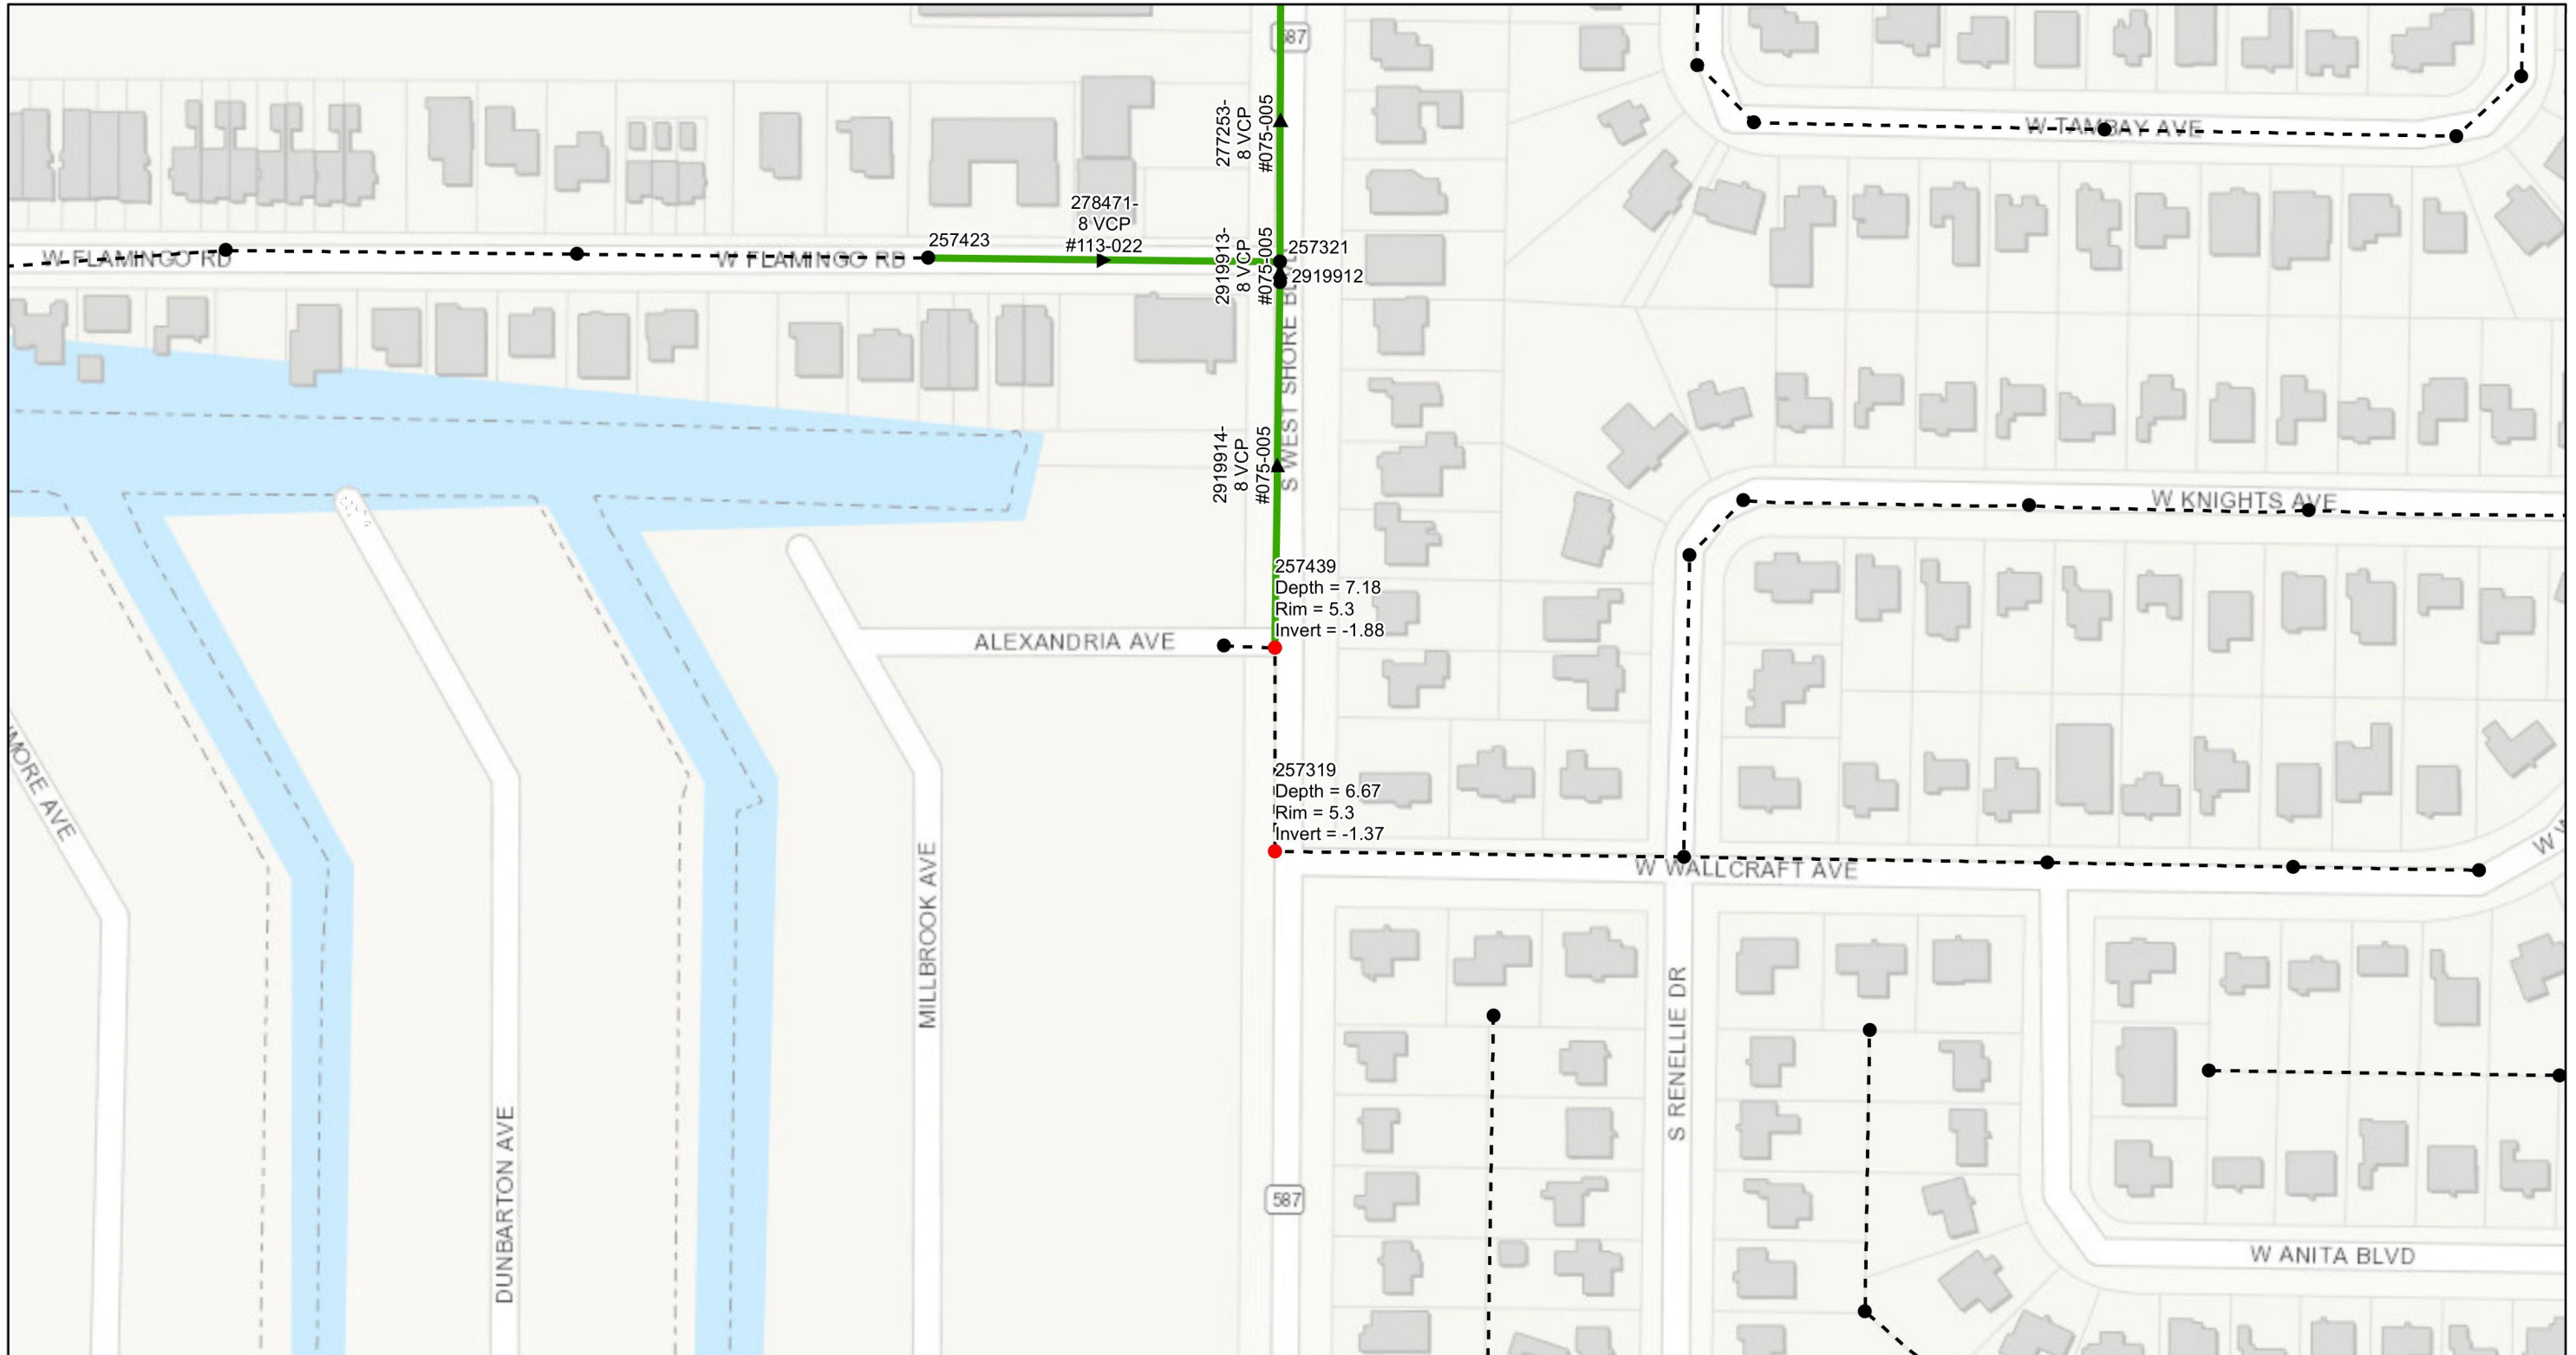 587
W TAMBAY AVE
277253-
8 VCP
#075-005
278471-
8 VCP
#113-022
257423
W FLAMINGO RD
W FLAMINGO RD
2919913-
8 VCP
#075-005
257321
2919912
S WEST SHORE BL
2919914-
8 VCP
#075-005
W KNIGHTS AVE
257439
Depth = 7.18
Rim = 5.3
Invert = -1.88
ALEXANDRIA AVE
257319
Depth = 6.67
Rim = 5.3
Invert = -1.37
MORE AVE
W WALLCRAFT AVE
W W
MILLBROOK AVE
DUNBARTON AVE
S RENELLIE DR
587
W ANITA BLVD